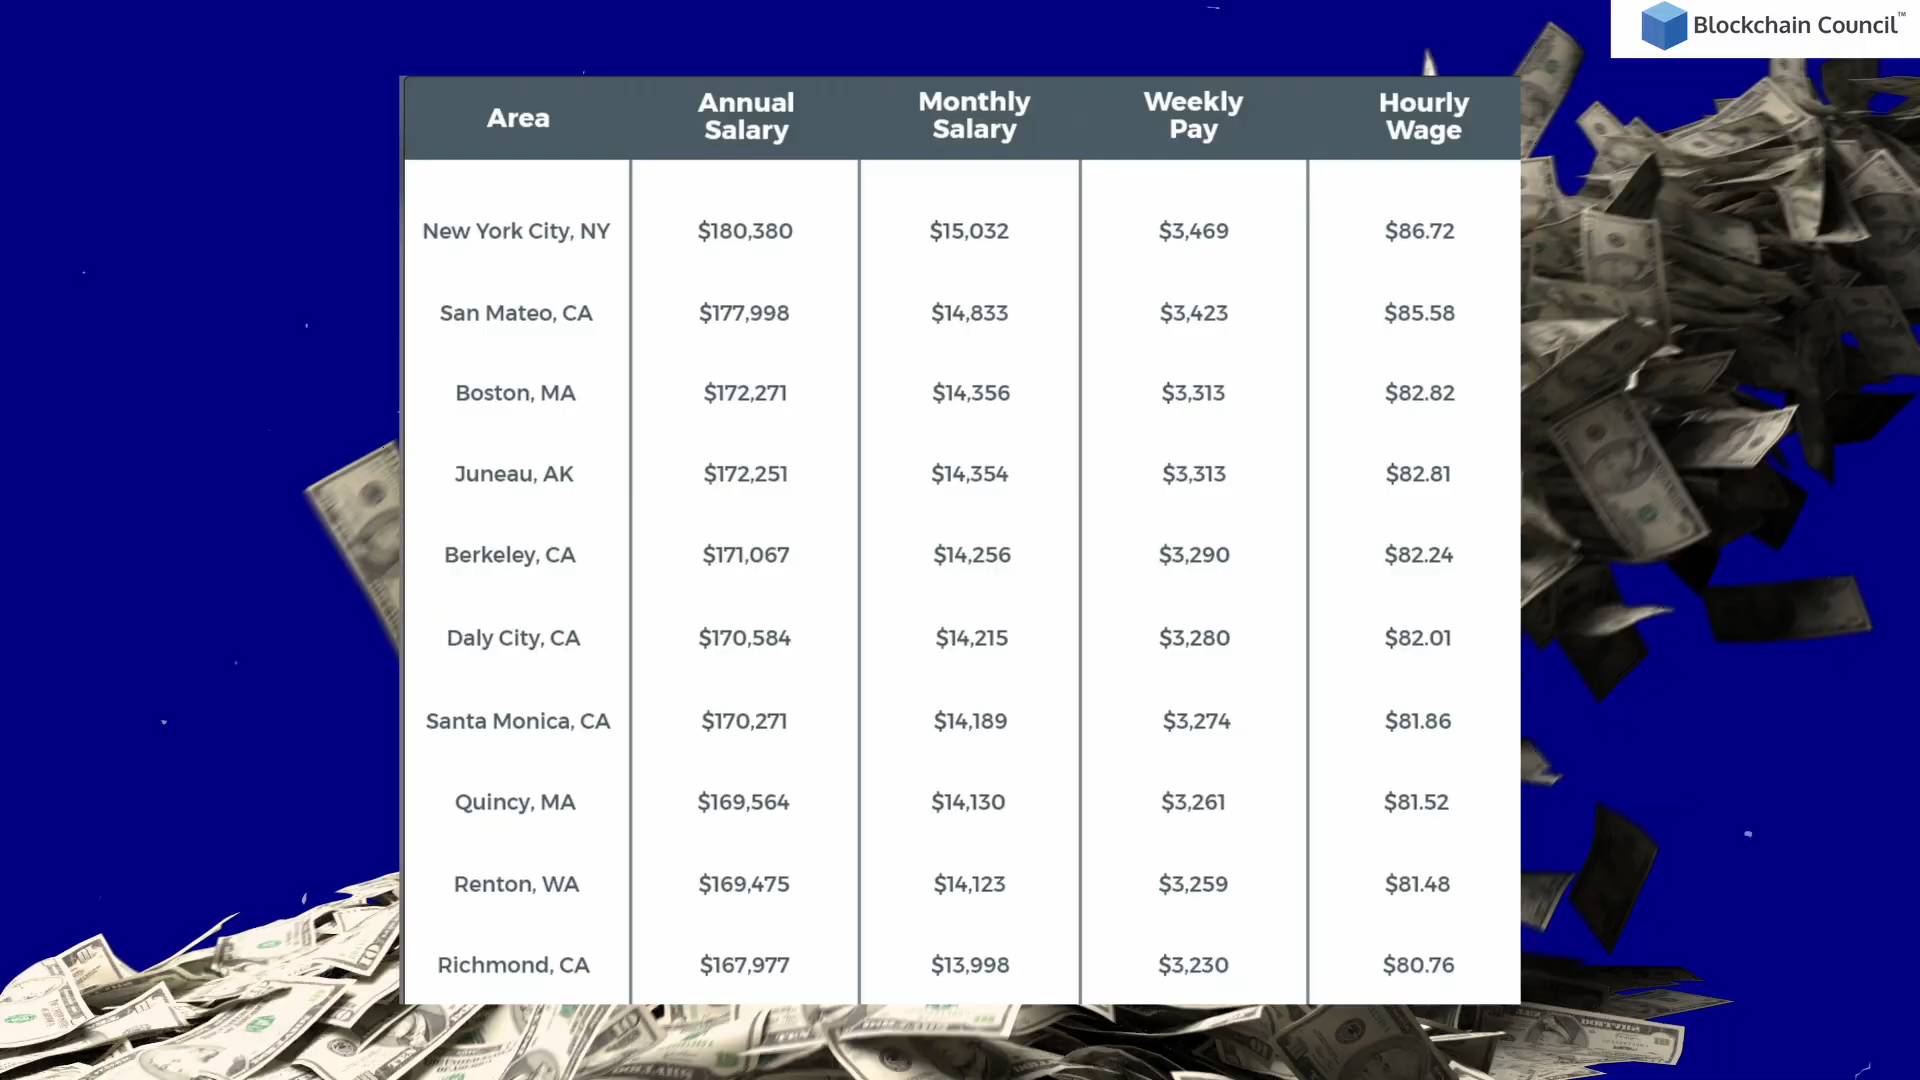 Blockchain Council™
Area Annual Salary Monthly Salary Weekly Pay Hourly Wage
New York City, NY $180,380 $15,032 $3,469 $86.72
San Mateo, CA $177,998 $14,833 $3,423 $85.58
Boston, MA $172,271 $14,356 $3,313 $82.82
Juneau, AK $172,251 $14,354 $3,313 $82.81
Berkeley, CA $171,067 $14,256 $3,290 $82.24
Daly City, CA $170,584 $14,215 $3,280 $82.01
Santa Monica, CA $170,271 $14,189 $3,274 $81.86
Quincy, MA $169,564 $14,130 $3,261 $81.52
Renton, WA $169,475 $14,123 $3,259 $81.48
Richmond, CA $167,977 $13,998 $3,230 $80.76